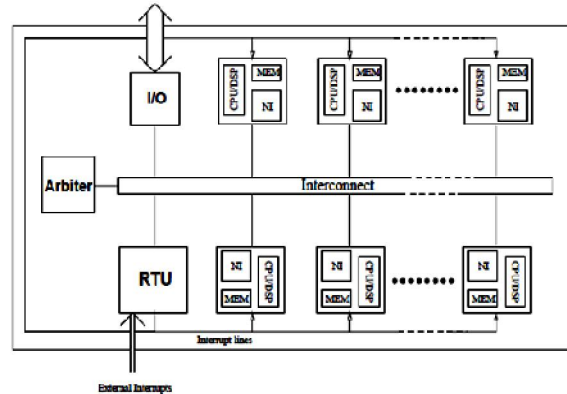 CPU/DSP MEM NI
CPU/DSP MEM NI
CPU/DSP MEM NI
I/O
Arbiter
Interconnect
RTU
NI MEM CPU/DSP
NI MEM CPU/DSP
NI MEM CPU/DSP
Interrupt lines
External Interrupts